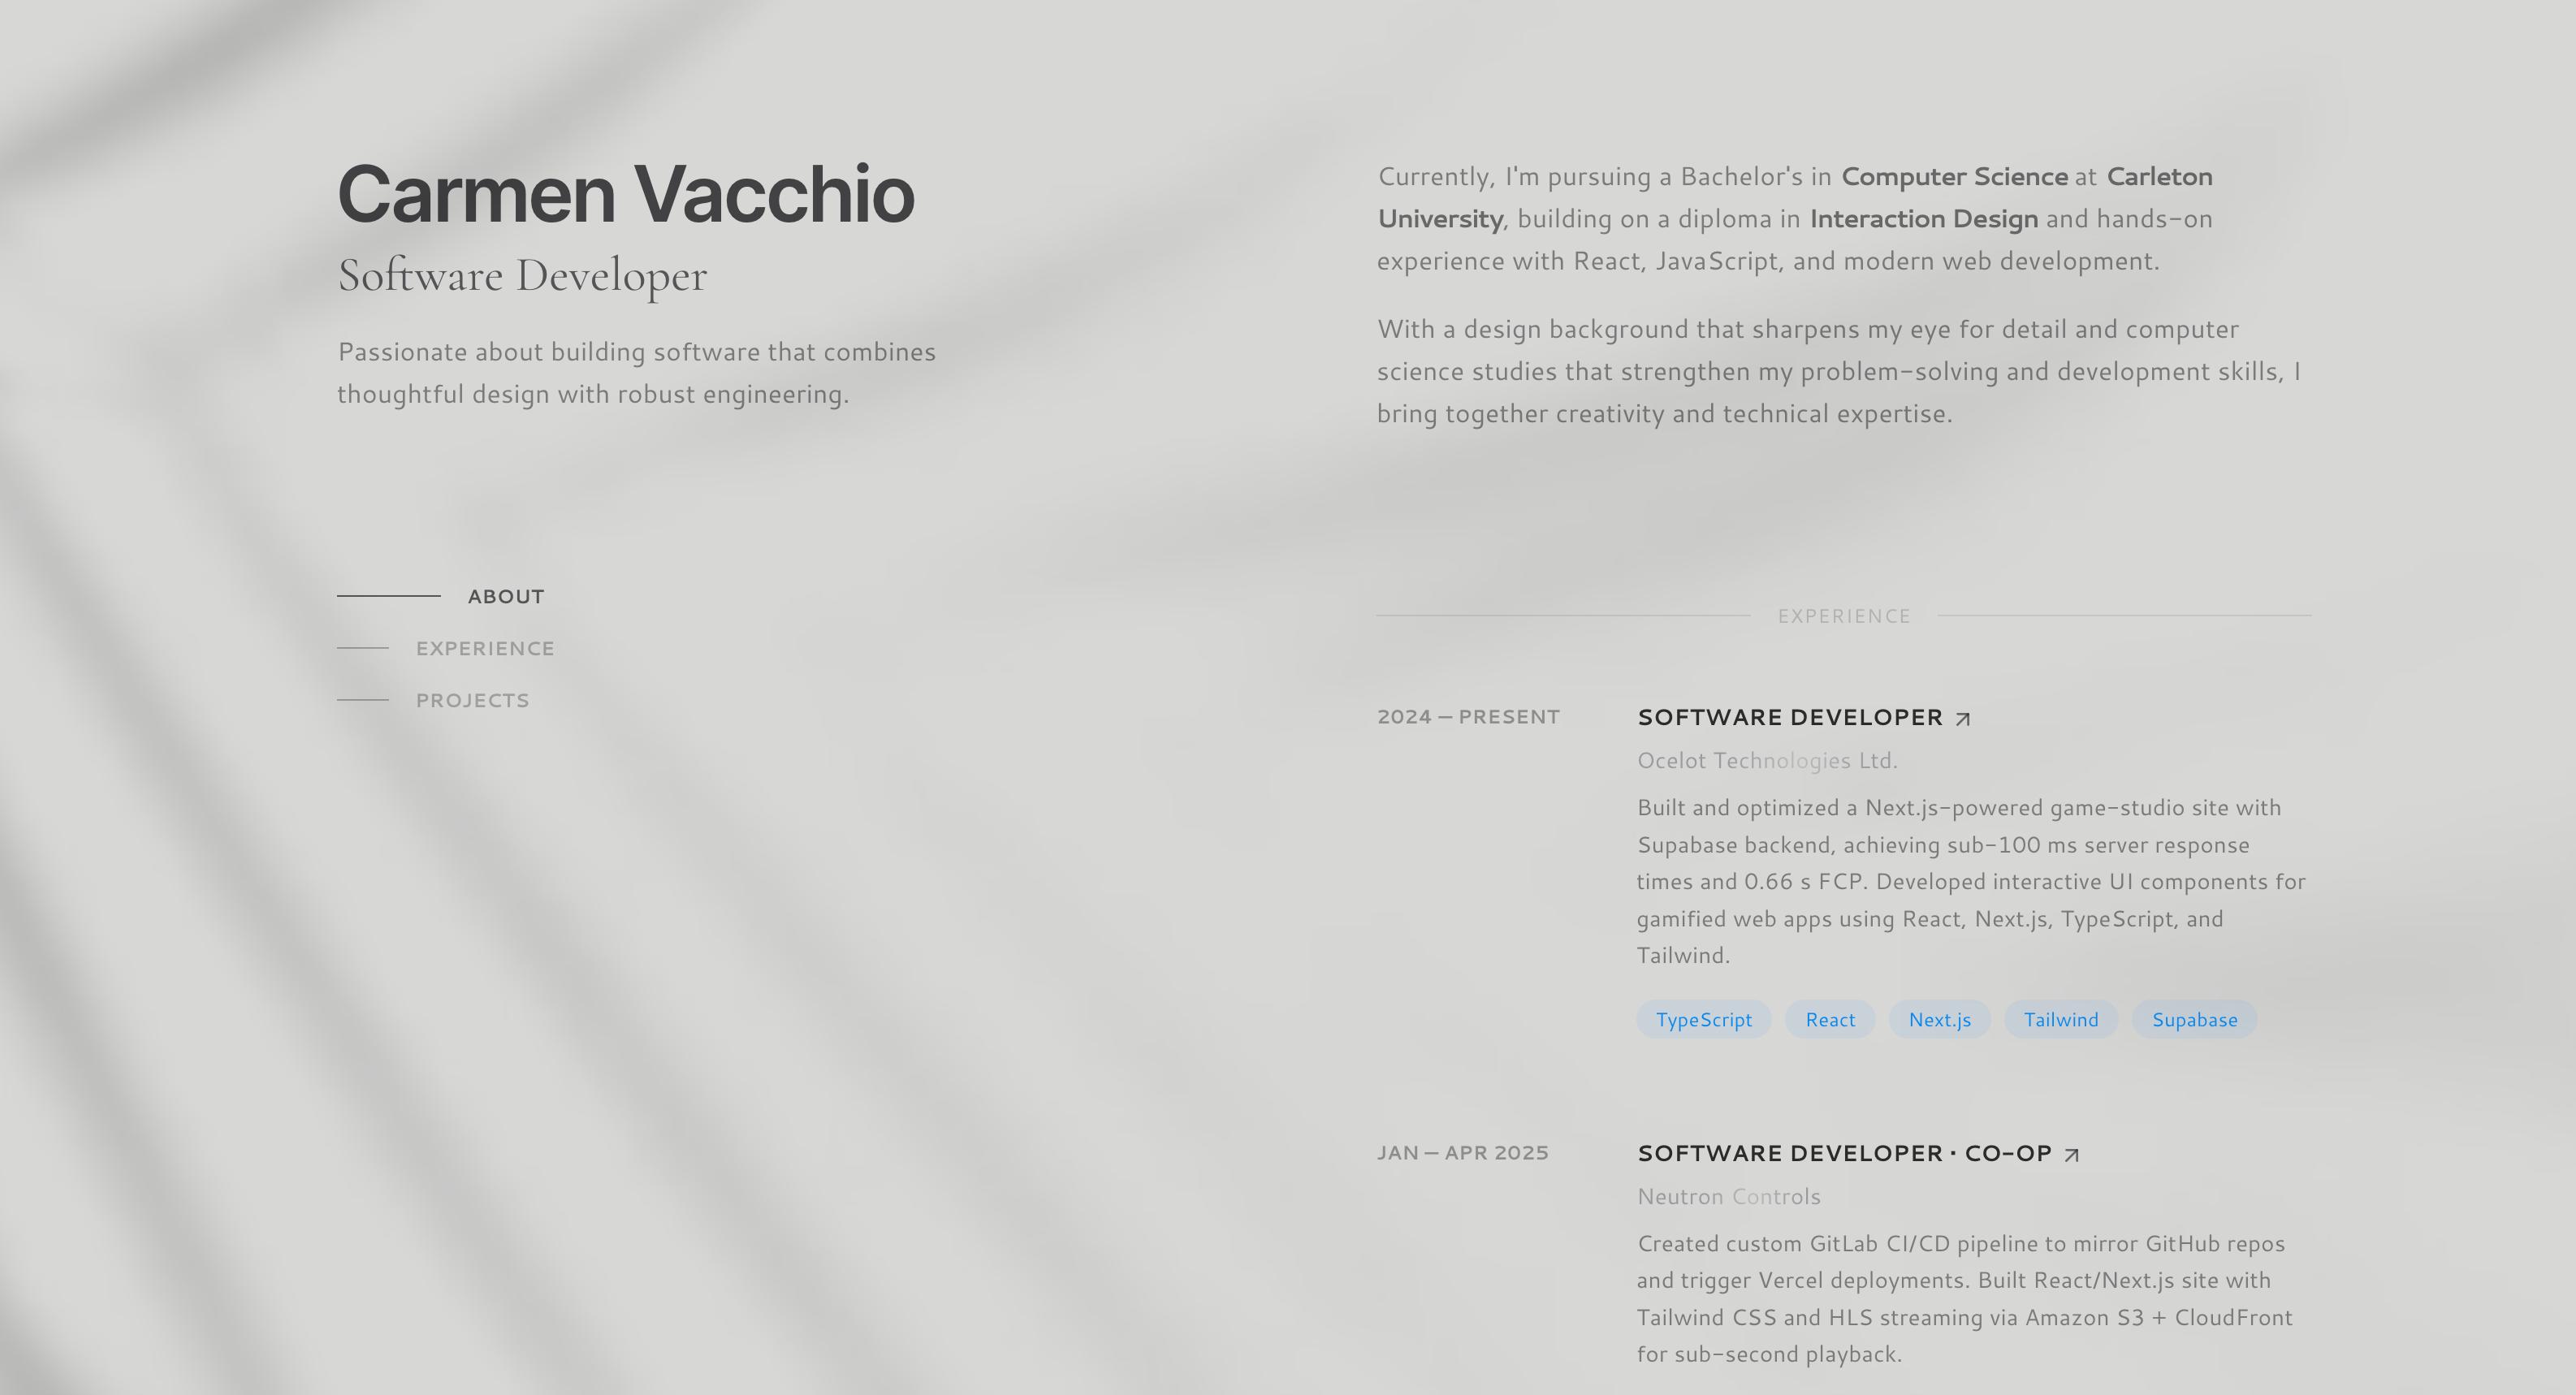 Carmen Vacchio
Software Developer
Passionate about building software that combines
thoughtful design with robust engineering.
ABOUT
EXPERIENCE
PROJECTS
Currently, I'm pursuing a Bachelor's in Computer Science at Carleton
University, building on a diploma in Interaction Design and hands-on
experience with React, JavaScript, and modern web development.
With a design background that sharpens my eye for detail and computer
science studies that strengthen my problem-solving and development skills, I
bring together creativity and technical expertise.
EXPERIENCE
2024 — PRESENT
SOFTWARE DEVELOPER
Ocelot Technologies Ltd.
Built and optimized a Next.js-powered game-studio site with
Supabase backend, achieving sub-100 ms server response
times and 0.66 s FCP. Developed interactive UI components for
gamified web apps using React, Next.js, TypeScript, and
Tailwind.
TypeScript React Next.js Tailwind Supabase
JAN — APR 2025
SOFTWARE DEVELOPER · CO-OP
Neutron Controls
Created custom GitLab CI/CD pipeline to mirror GitHub repos
and trigger Vercel deployments. Built React/Next.js site with
Tailwind CSS and HLS streaming via Amazon S3 + CloudFront
for sub-second playback.